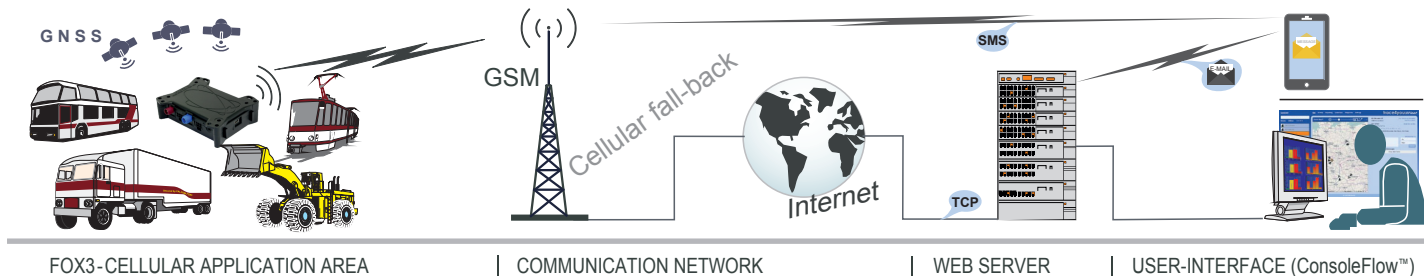 GNSS
GSM
Cellular fall-back
Internet
SMS
TCP
E-MAIL
FOX3-CELLULAR APPLICATION AREA
COMMUNICATION NETWORK
WEB SERVER
USER-INTERFACE (ConsoleFlow™)